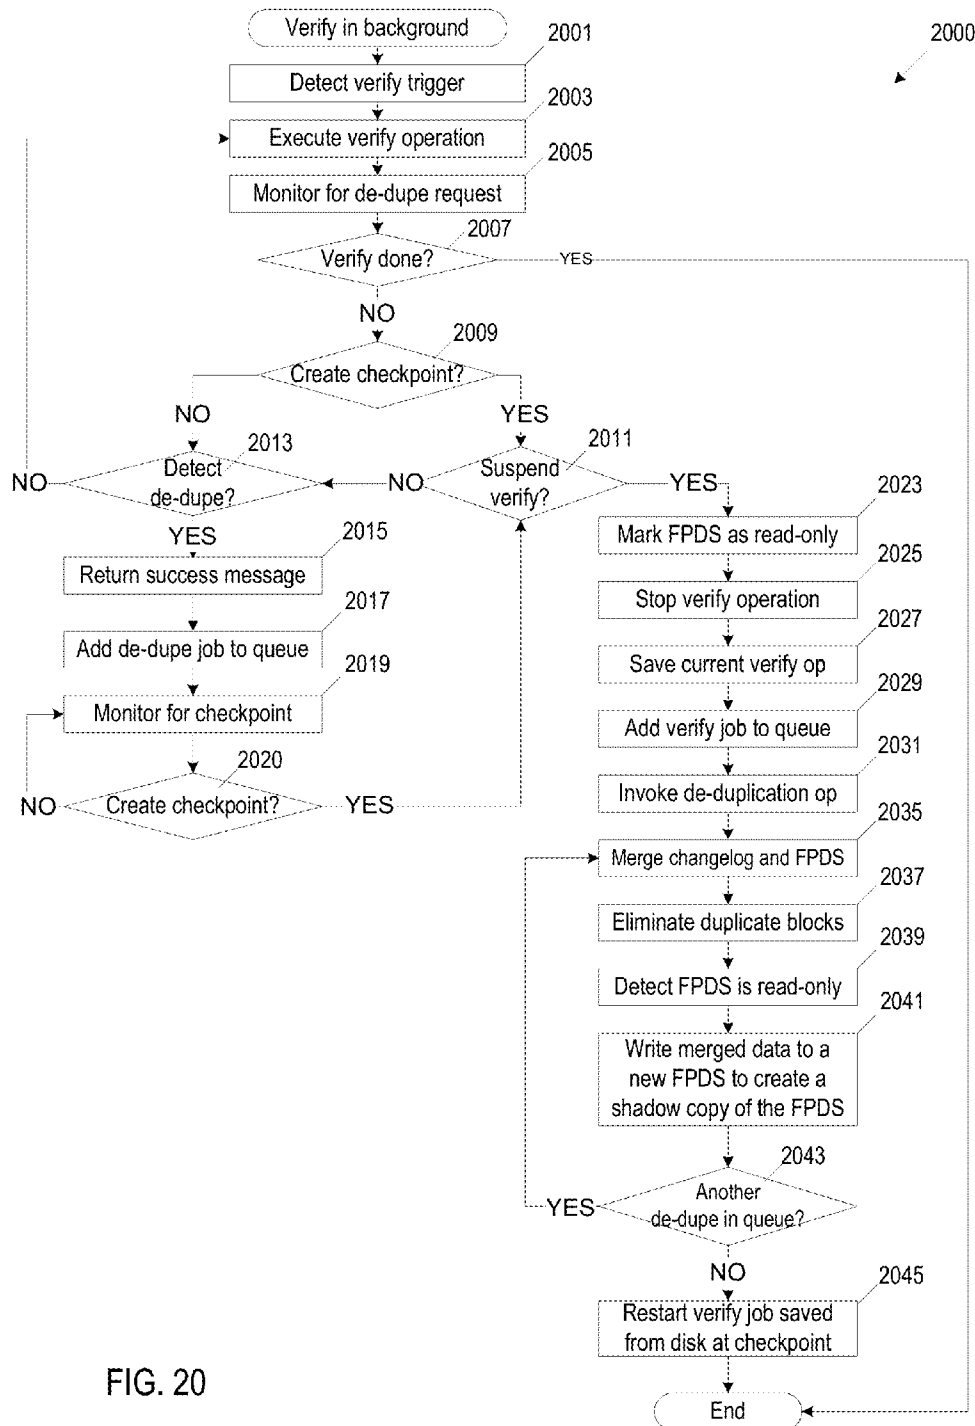 Verify in background
2001
2000
Detect verify trigger
2003
Execute verify operation
2005
Monitor for de-dupe request
2007
Verify done?
YES
NO
2009
Create checkpoint?
NO
YES
2013
2011
Detect
de-dupe?
NO
NO
Suspend
verify?
YES
2023
YES
2015
Mark FPDS as read-only
2025
Return success message
Stop verify operation
2017
2027
Add de-dupe job to queue
Save current verify op
2019
2029
Monitor for checkpoint
Add verify job to queue
2020
2031
Create checkpoint?
NO
YES
Invoke de-duplication op
2035
Merge changelog and FPDS
2037
Eliminate duplicate blocks
2039
Detect FPDS is read-only
2041
Write merged data to a
new FPDS to create a
shadow copy of the FPDS
2043
YES
Another
de-dupe in queue?
NO
2045
Restart verify job saved
from disk at checkpoint
FIG. 20
End